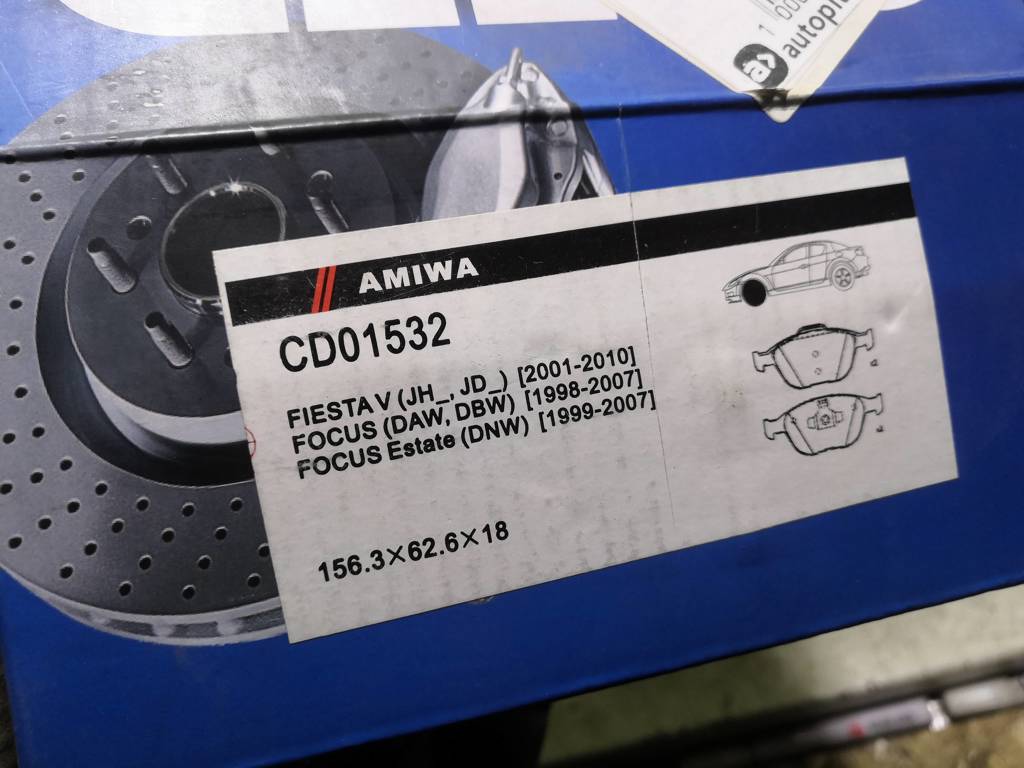 autopi
AMIWA
CD01532
FIESTA V (JH_, JD_) [2001-2010]
FOCUS (DAW, DBW) [1998-2007]
FOCUS Estate (DNW) [1999-2007]
156.3×62.6×18